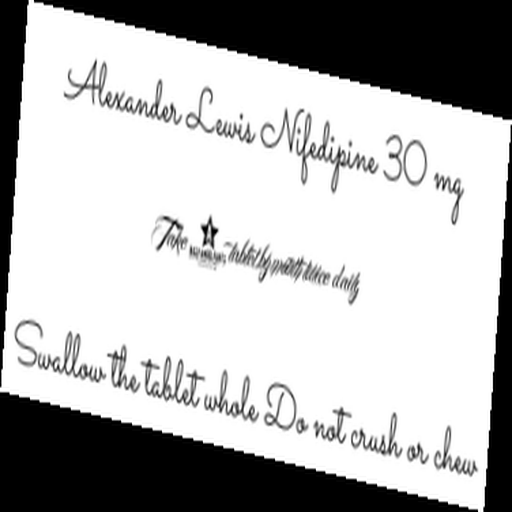 Alexander Lewis Nifedipine 30 mg
Take tablet by mouth twice daily
Swallow the tablet whole Do not crush or chew